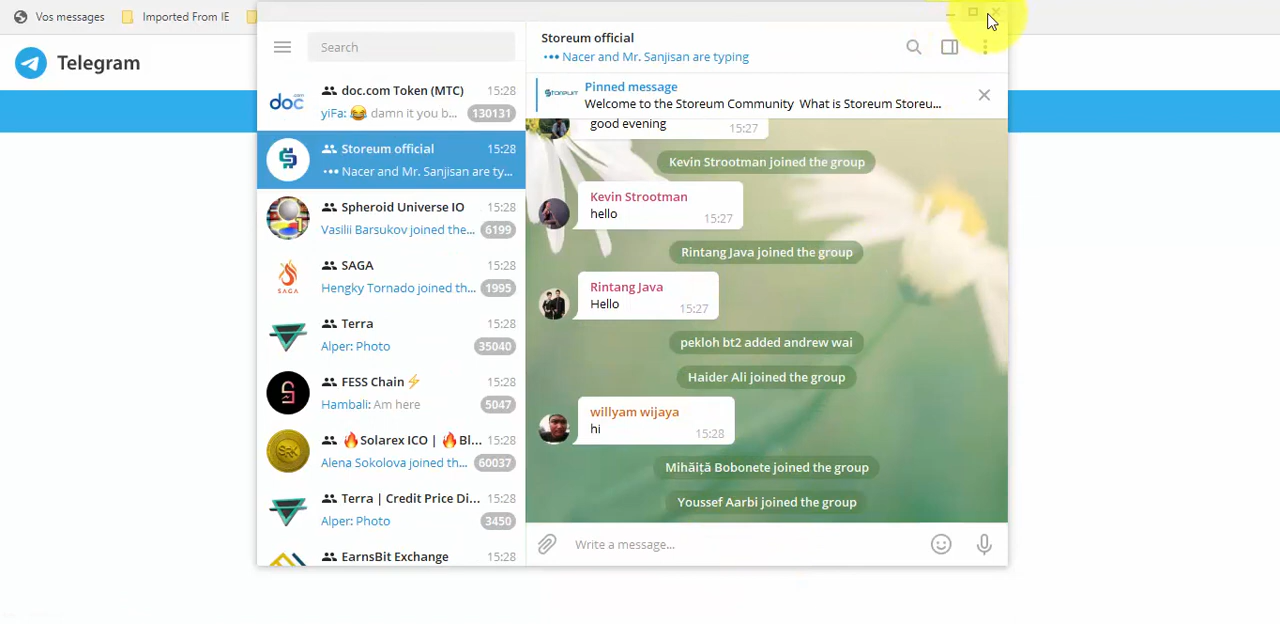 Vos messages
Imported From IE
Telegram
Search
doc.com Token (MTC) 15:28
yiFa: 😂 damn it you b... 130131
Storeum official 15:28
Nacer and Mr. Sanjisan are ty...
Spheroid Universe IO 15:28
Vasilii Barsukov joined the... 6199
SAGA 15:28
Hengky Tornado joined th... 1995
Terra 15:28
Alper: Photo 35040
FESS Chain⚡ 15:28
Hambali: Am here 5047
🔥Solarex ICO | 🔥Bl... 15:28
Alena Sokolova joined th... 60037
Terra | Credit Price Di... 15:28
Alper: Photo 3450
EarnsBit Exchange 15:28
Storeum official
Nacer and Mr. Sanjisan are typing
Pinned message
Welcome to the Storeum Community What is Storeum Storeu...
good evening 15:27
Kevin Strootman joined the group
Kevin Strootman
hello 15:27
Rintang Java joined the group
Rintang Java
Hello 15:27
pekloh bt2 added andrew wai
Haider Ali joined the group
willyam wijaya
hi 15:28
Mihăiță Bobonete joined the group
Youssef Aarbi joined the group
Write a message...